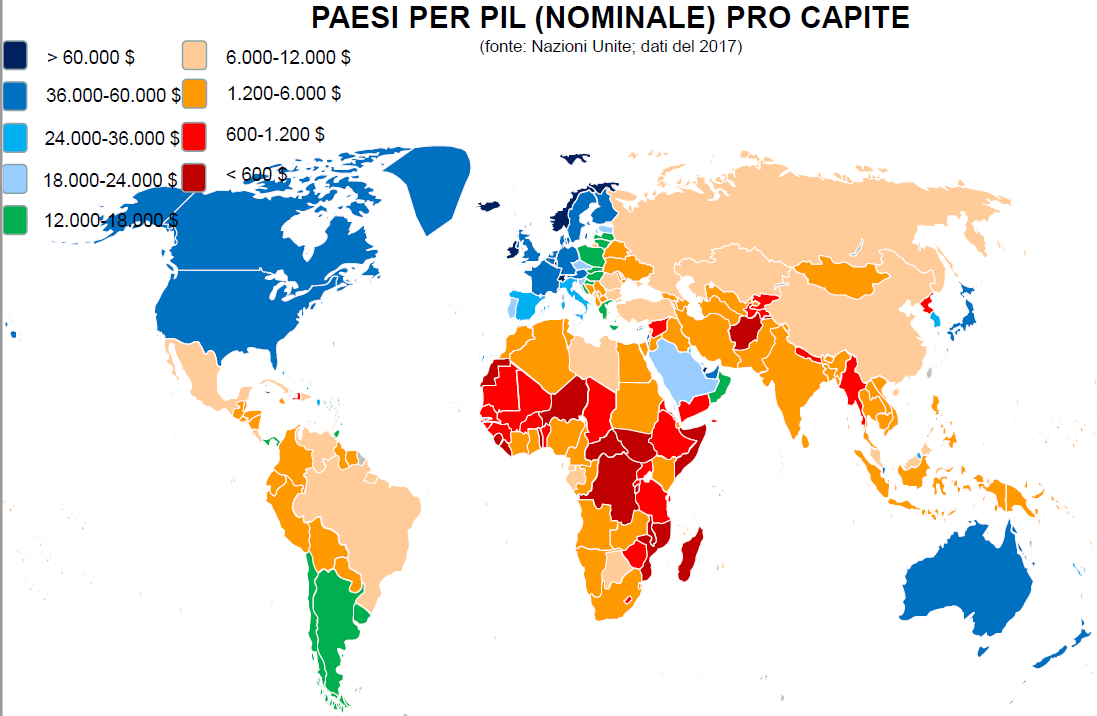 PAESI PER PIL (NOMINALE) PRO CAPITE
(fonte: Nazioni Unite; dati del 2017)
> 60.000 $
36.000-60.000 $
24.000-36.000 $
18.000-24.000 $
12.000-18.000 $
6.000-12.000 $
1.200-6.000 $
600-1.200 $
< 600 $